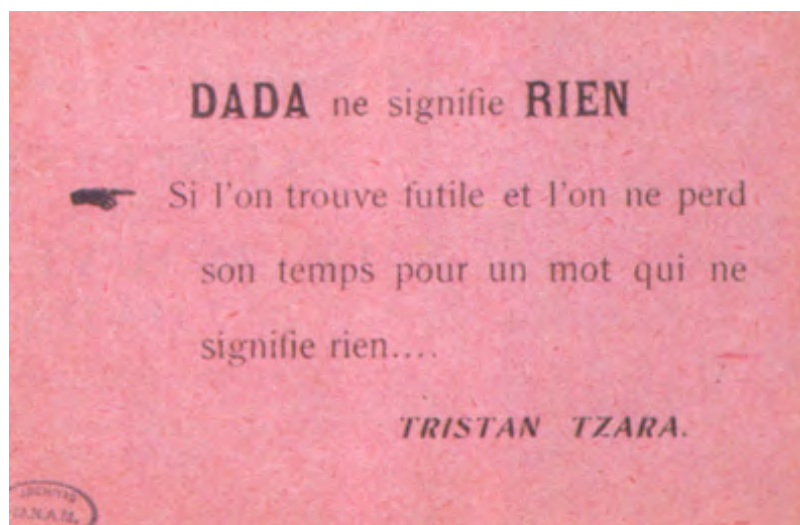 DADA ne signifie RIEN
Si l'on trouve futile et l'on ne perd
son temps pour un mot qui ne
signifie rien....
TRISTAN TZARA.